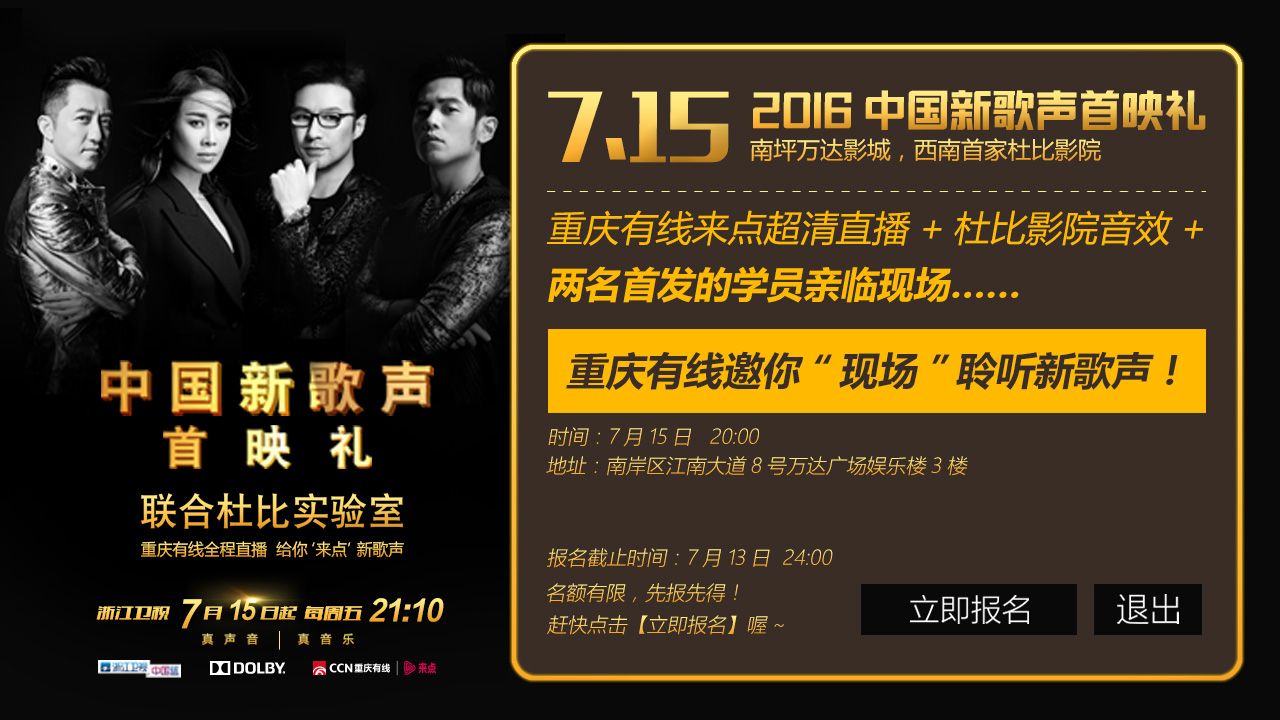 中国新歌声
首映礼
联合杜比实验室
重庆有线全程直播 给你‘来点’新歌声
浙江卫视 7月15日起 每周五 21:10
真声音 | 真音乐
浙江卫视 中国蓝 DOLBY. CCN重庆有线 | 来点
7.15 2016 中国新歌声首映礼
南坪万达影城，西南首家杜比影院
重庆有线来点超清直播 + 杜比影院音效 +
两名首发的学员亲临现场......
重庆有线邀你“现场”聆听新歌声！
时间：7月15日 20:00
地址：南岸区江南大道8号万达广场娱乐楼3楼
报名截止时间：7月13日 24:00
名额有限，先报先得！
赶快点击【立即报名】喔~
立即报名 退出